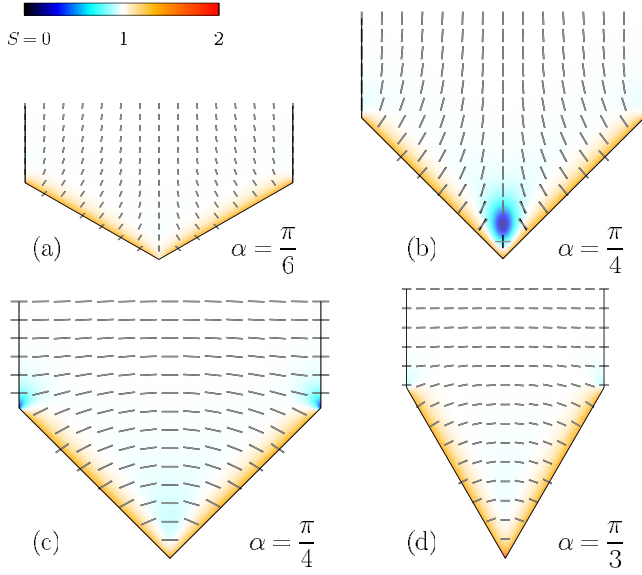 S = 0 1 2
(a) α = π/6
(b) α = π/4
(c) α = π/4
(d) α = π/3